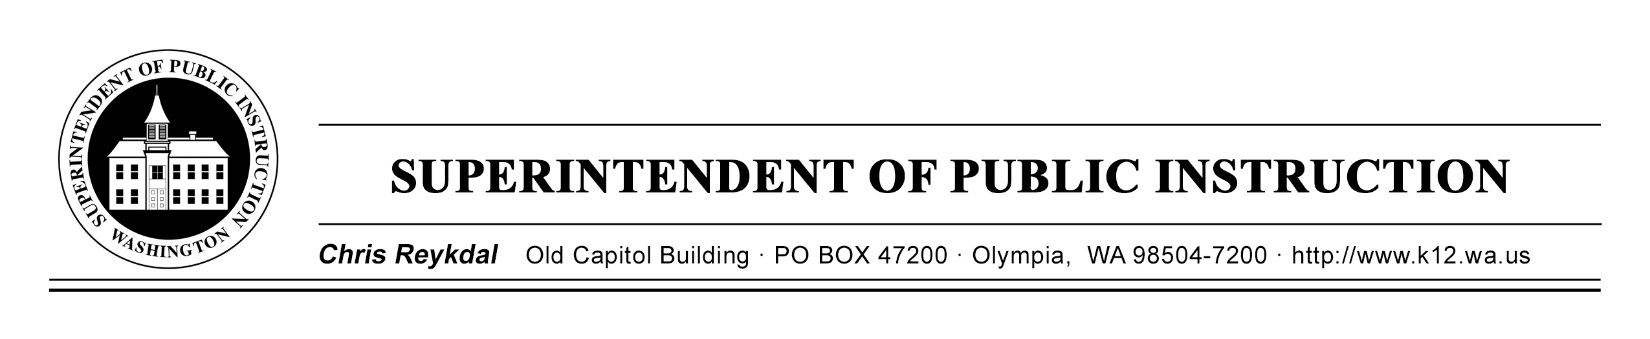 SUPERINTENDENT OF PUBLIC INSTRUCTION
WASHINGTON
SUPERINTENDENT OF PUBLIC INSTRUCTION
Chris Reykdal Old Capitol Building · PO BOX 47200 · Olympia, WA 98504-7200 · http://www.k12.wa.us